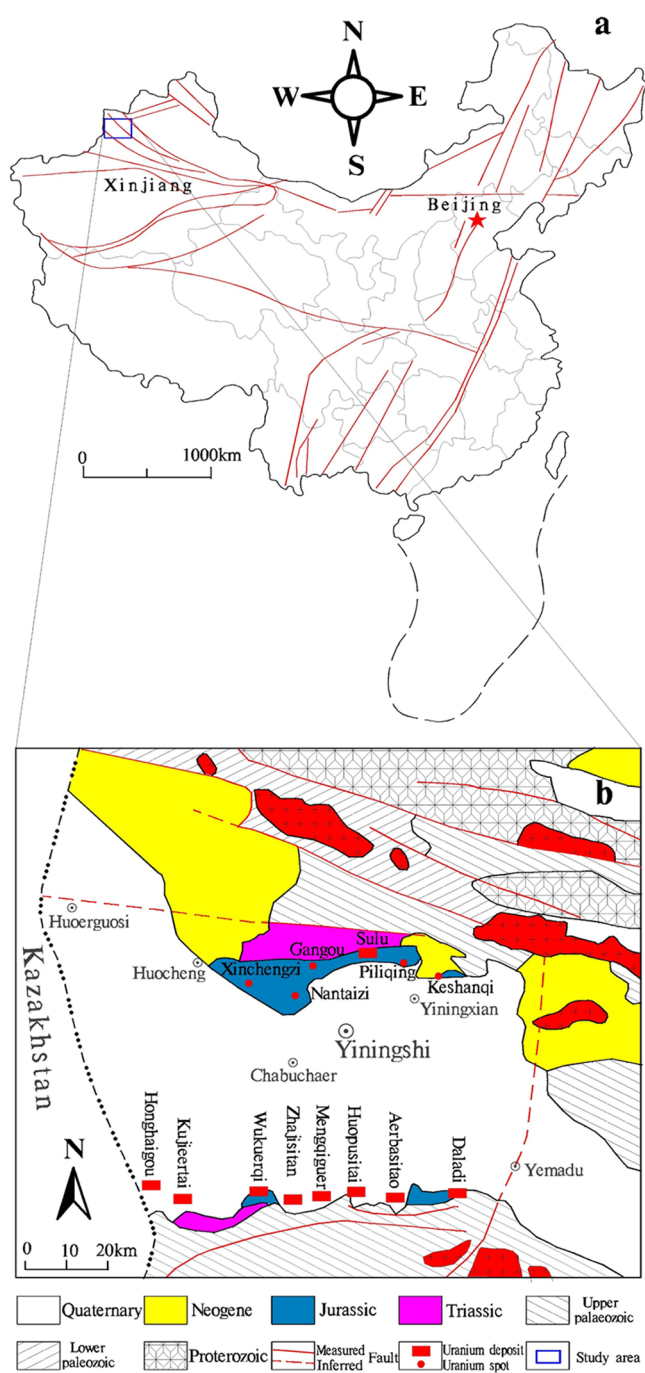 a
N
W
E
S
Xinjiang
Beijing
0
1000km
b
Huoerguosi
Sulu
Gangou
Huocheng
Xinchengzi
Piliqing
Keshanqi
Nantaizi
Yiningxian
Yiningshi
Chabuchaer
Kazakhstan
Honghaigou
Kujieertai
Wukuerqi
Zhajisitan
Mengqiguer
Huopusitai
Aerbasitao
Daladi
Yemadu
N
0 10 20km
Quaternary
Neogene
Jurassic
Triassic
Upper
palaeozoic
Lower
paleozoic
Proterozoic
Measured
Inferred
Fault
Uranium deposit
Uranium spot
Study area